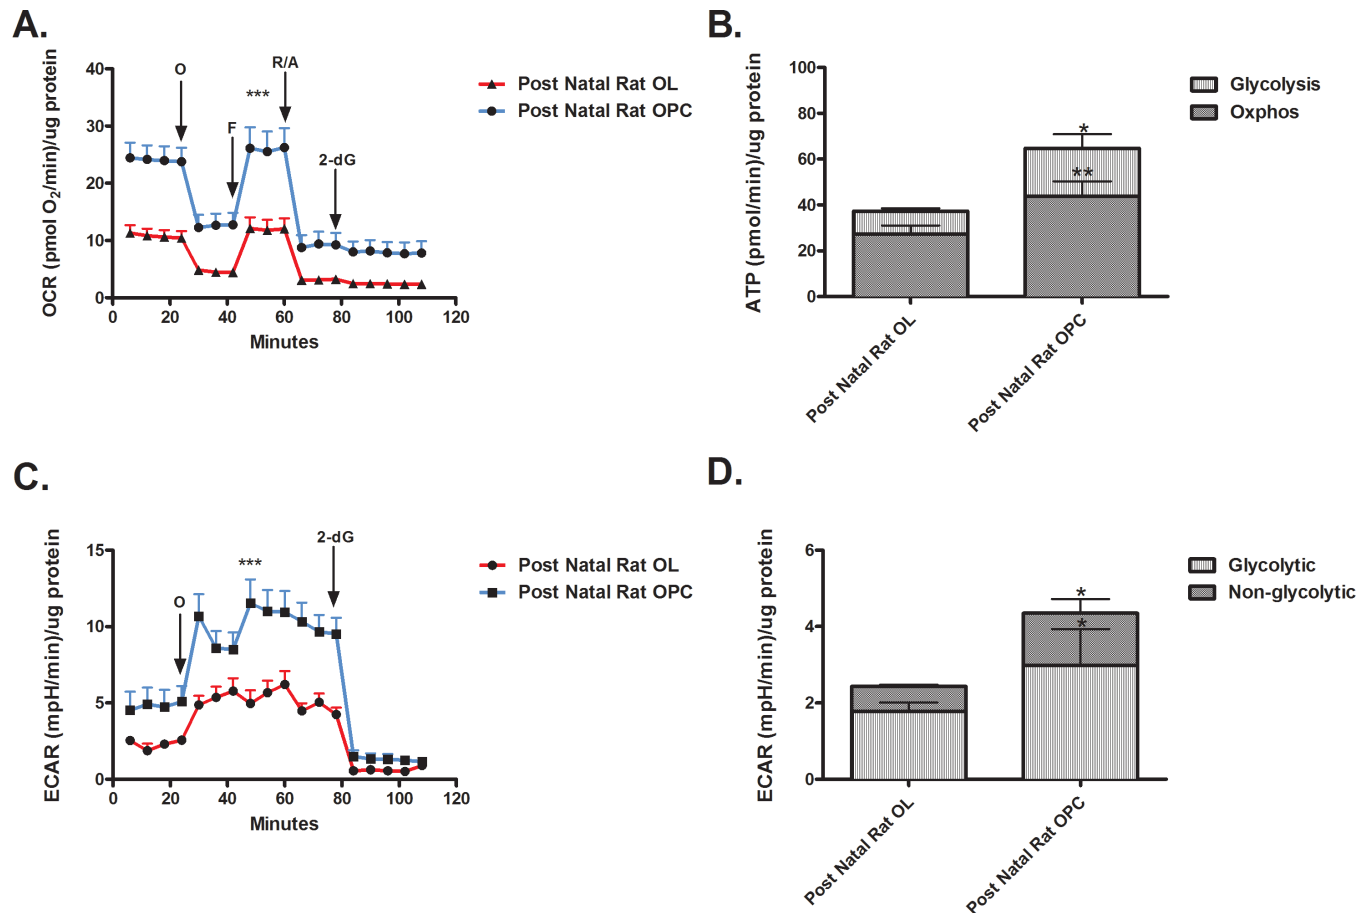 A.
OCR (pmol O2/min)/ug protein
40
30
20
10
0
0 20 40 60 80 100 120
Minutes
O
F
***
R/A
2-dG
Post Natal Rat OL
Post Natal Rat OPC
B.
ATP (pmol/min)/ug protein
100
80
60
40
20
0
*
**
Post Natal Rat OL
Post Natal Rat OPC
Glycolysis
Oxphos
C.
ECAR (mpH/min)/ug protein
15
10
5
0
0 20 40 60 80 100 120
Minutes
O
***
2-dG
Post Natal Rat OL
Post Natal Rat OPC
D.
ECAR (mpH/min)/ug protein
6
4
2
0
*
*
Post Natal Rat OL
Post Natal Rat OPC
Glycolytic
Non-glycolytic